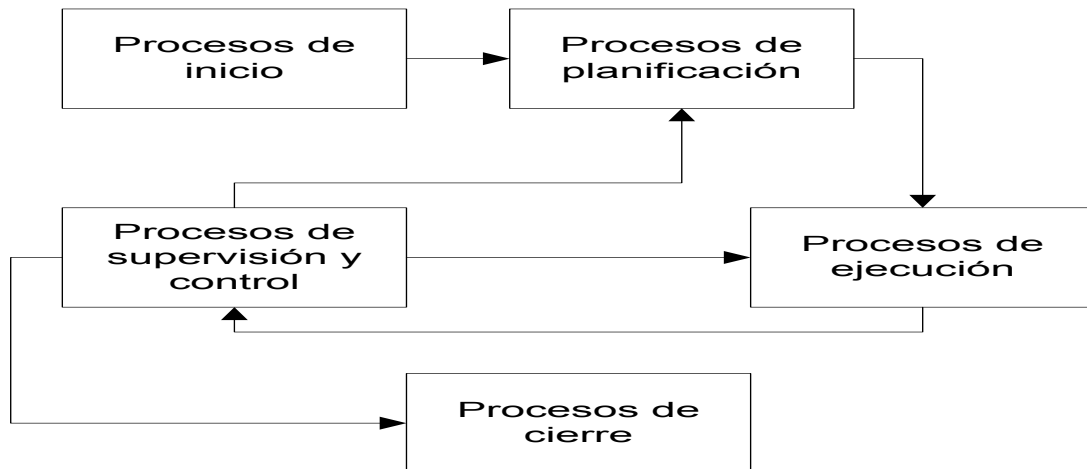 Procesos de
inicio
Procesos de
planificación
Procesos de
supervisión y
control
Procesos de
ejecución
Procesos de
cierre